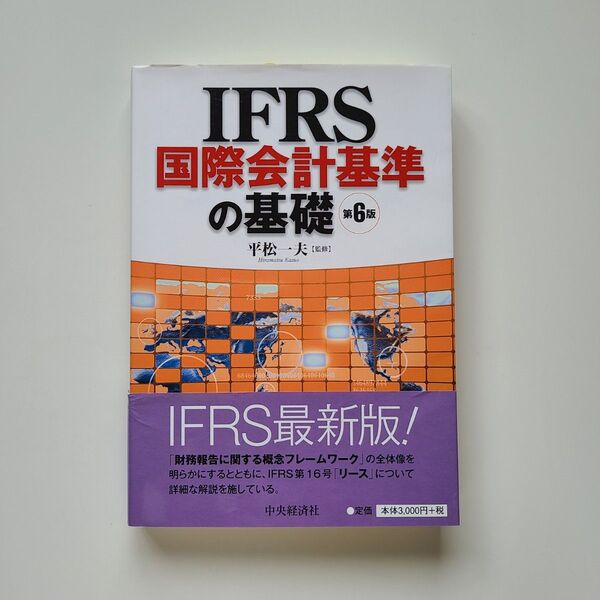 IFRS
国際会計基準
の基礎 第6版
平松一夫【監修】
Hiramatsu Kazuo
IFRS最新版!
「財務報告に関する概念フレームワーク」の全体像を
明らかにするとともに、IFRS第16号「リース」について
詳細な解説を施している。
中央経済社
●定価 本体3,000円+税